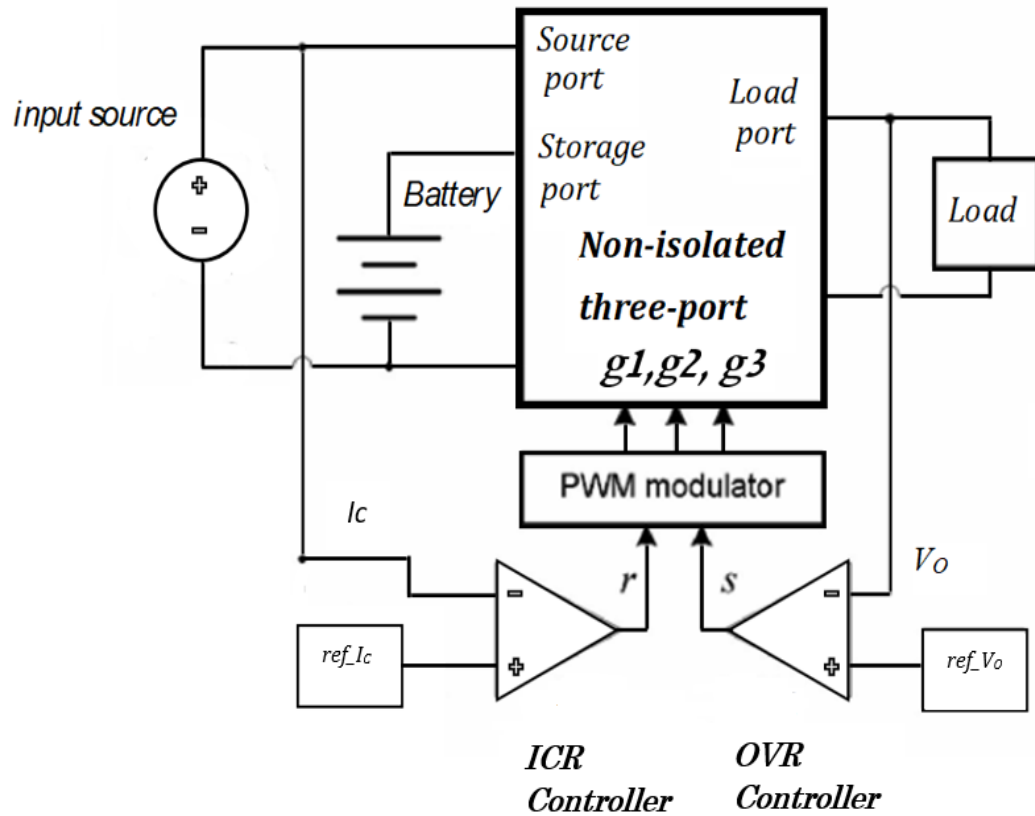 input source
+
-
Battery
Source
port
Storage
port
Load
port
Non-isolated
three-port
g1,g2, g3
Load
PWM modulator
Ic
r
s
Vo
-
+
-
+
ref_Ic
ref_Vo
ICR
Controller
OVR
Controller